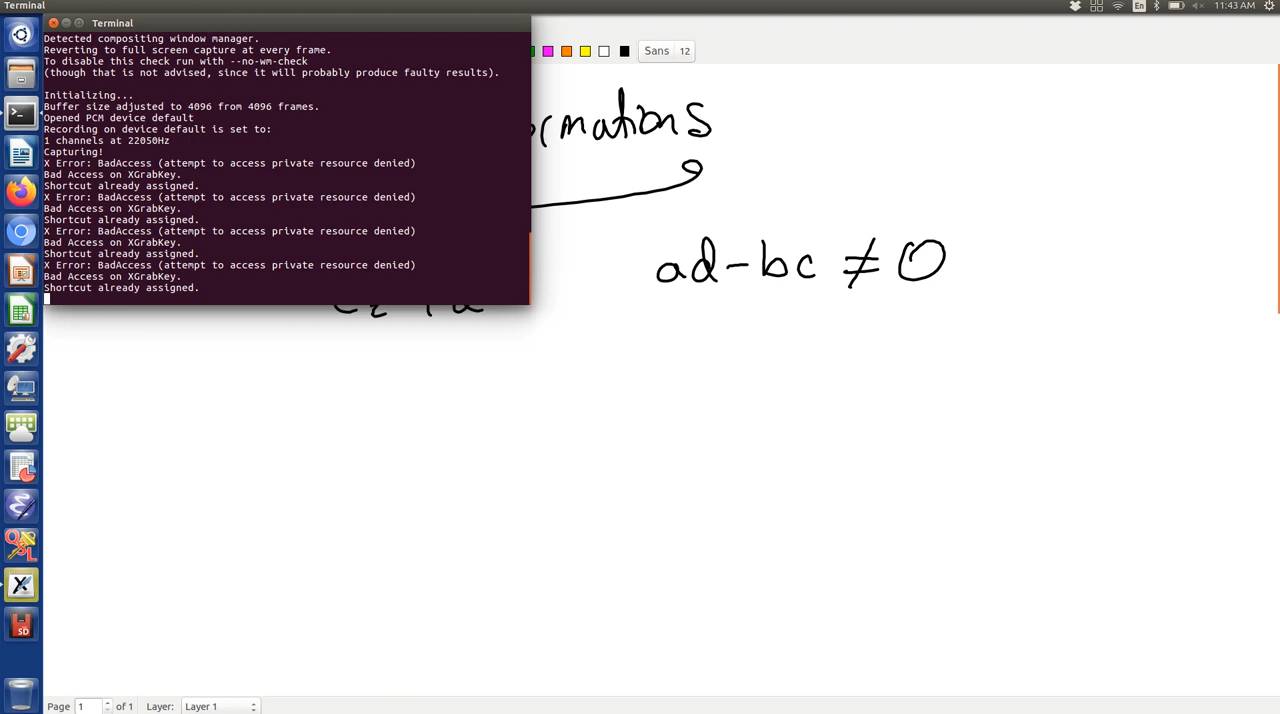 Terminal
En
11:43 AM
Terminal
Detected compositing window manager.
Reverting to full screen capture at every frame.
To disable this check run with --no-wm-check
(though that is not advised, since it will probably produce faulty results).
Initializing...
Buffer size adjusted to 4096 from 4096 frames.
Opened PCM device default
Recording on device default is set to:
1 channels at 22050Hz
Capturing!
X Error: BadAccess (attempt to access private resource denied)
Bad Access on XGrabKey.
Shortcut already assigned.
X Error: BadAccess (attempt to access private resource denied)
Bad Access on XGrabKey.
Shortcut already assigned.
X Error: BadAccess (attempt to access private resource denied)
Bad Access on XGrabKey.
Shortcut already assigned.
X Error: BadAccess (attempt to access private resource denied)
Bad Access on XGrabKey.
Shortcut already assigned.
Sans 12
ormations
ad-bc ≠ 0
SD
Page 1 of 1 Layer: Layer 1